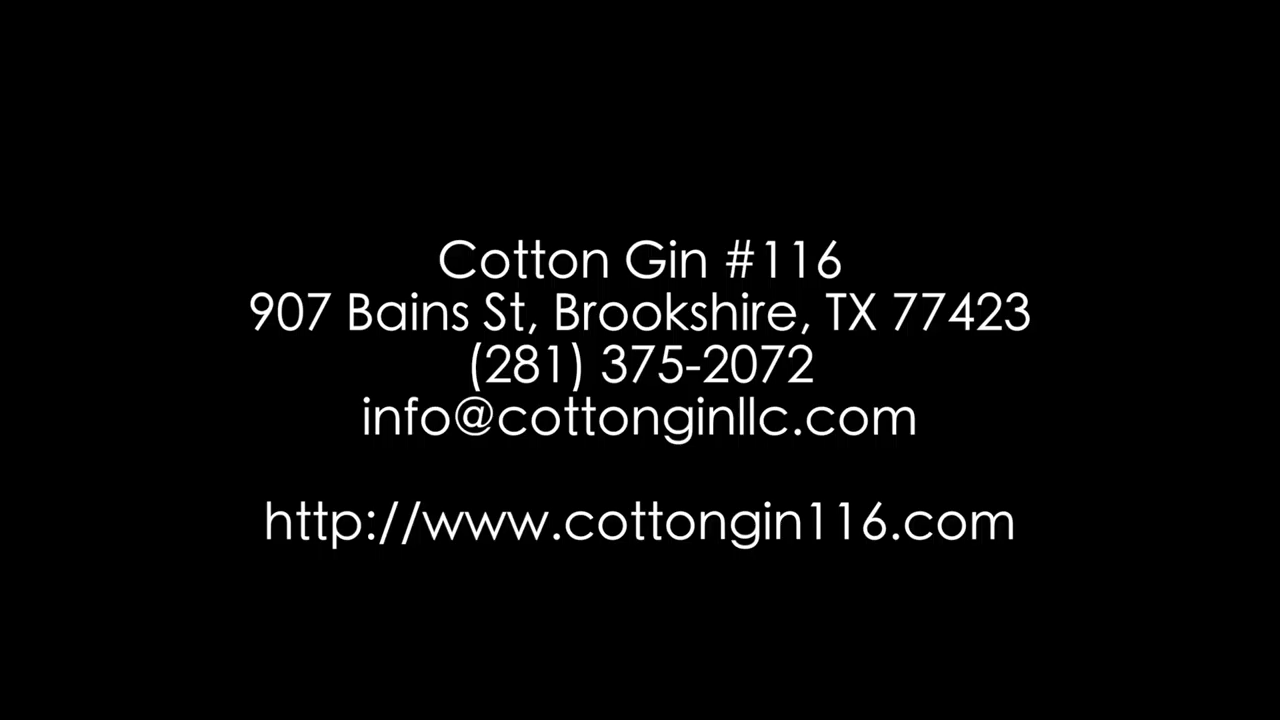 Cotton Gin #116
907 Bains St, Brookshire, TX 77423
(281) 375-2072
info@cottonginllc.com
http://www.cottongin116.com